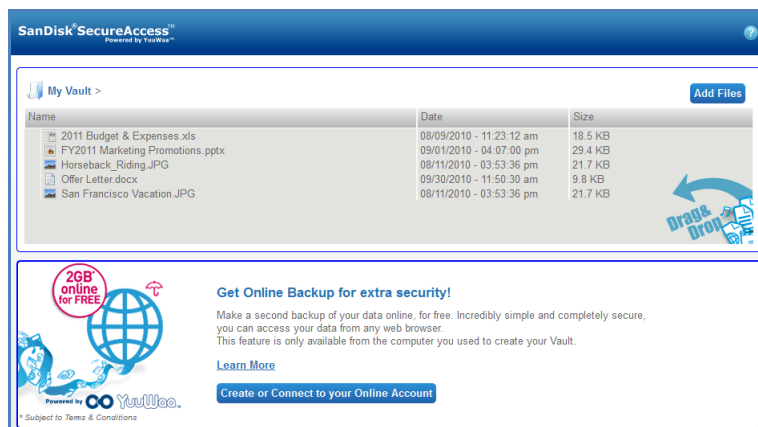 SanDisk® SecureAccess™
Powered by YuuWaa™
?
My Vault >
Add Files
Name Date Size
2011 Budget & Expenses.xls 08/09/2010 - 11:23:12 am 18.5 KB
FY2011 Marketing Promotions.pptx 09/01/2010 - 04:07:00 pm 29.4 KB
Horseback_Riding.JPG 08/11/2010 - 03:53:36 pm 21.7 KB
Offer Letter.docx 09/30/2010 - 11:50:30 am 9.8 KB
San Francisco Vacation.JPG 08/11/2010 - 03:53:36 pm 21.7 KB
Drag&
Drop
2GB*
online
for FREE
Get Online Backup for extra security!
Make a second backup of your data online, for free. Incredibly simple and completely secure,
you can access your data from any web browser.
This feature is only available from the computer you used to create your Vault.
Learn More
Create or Connect to your Online Account
Powered by YuuWaa™
* Subject to Terms & Conditions